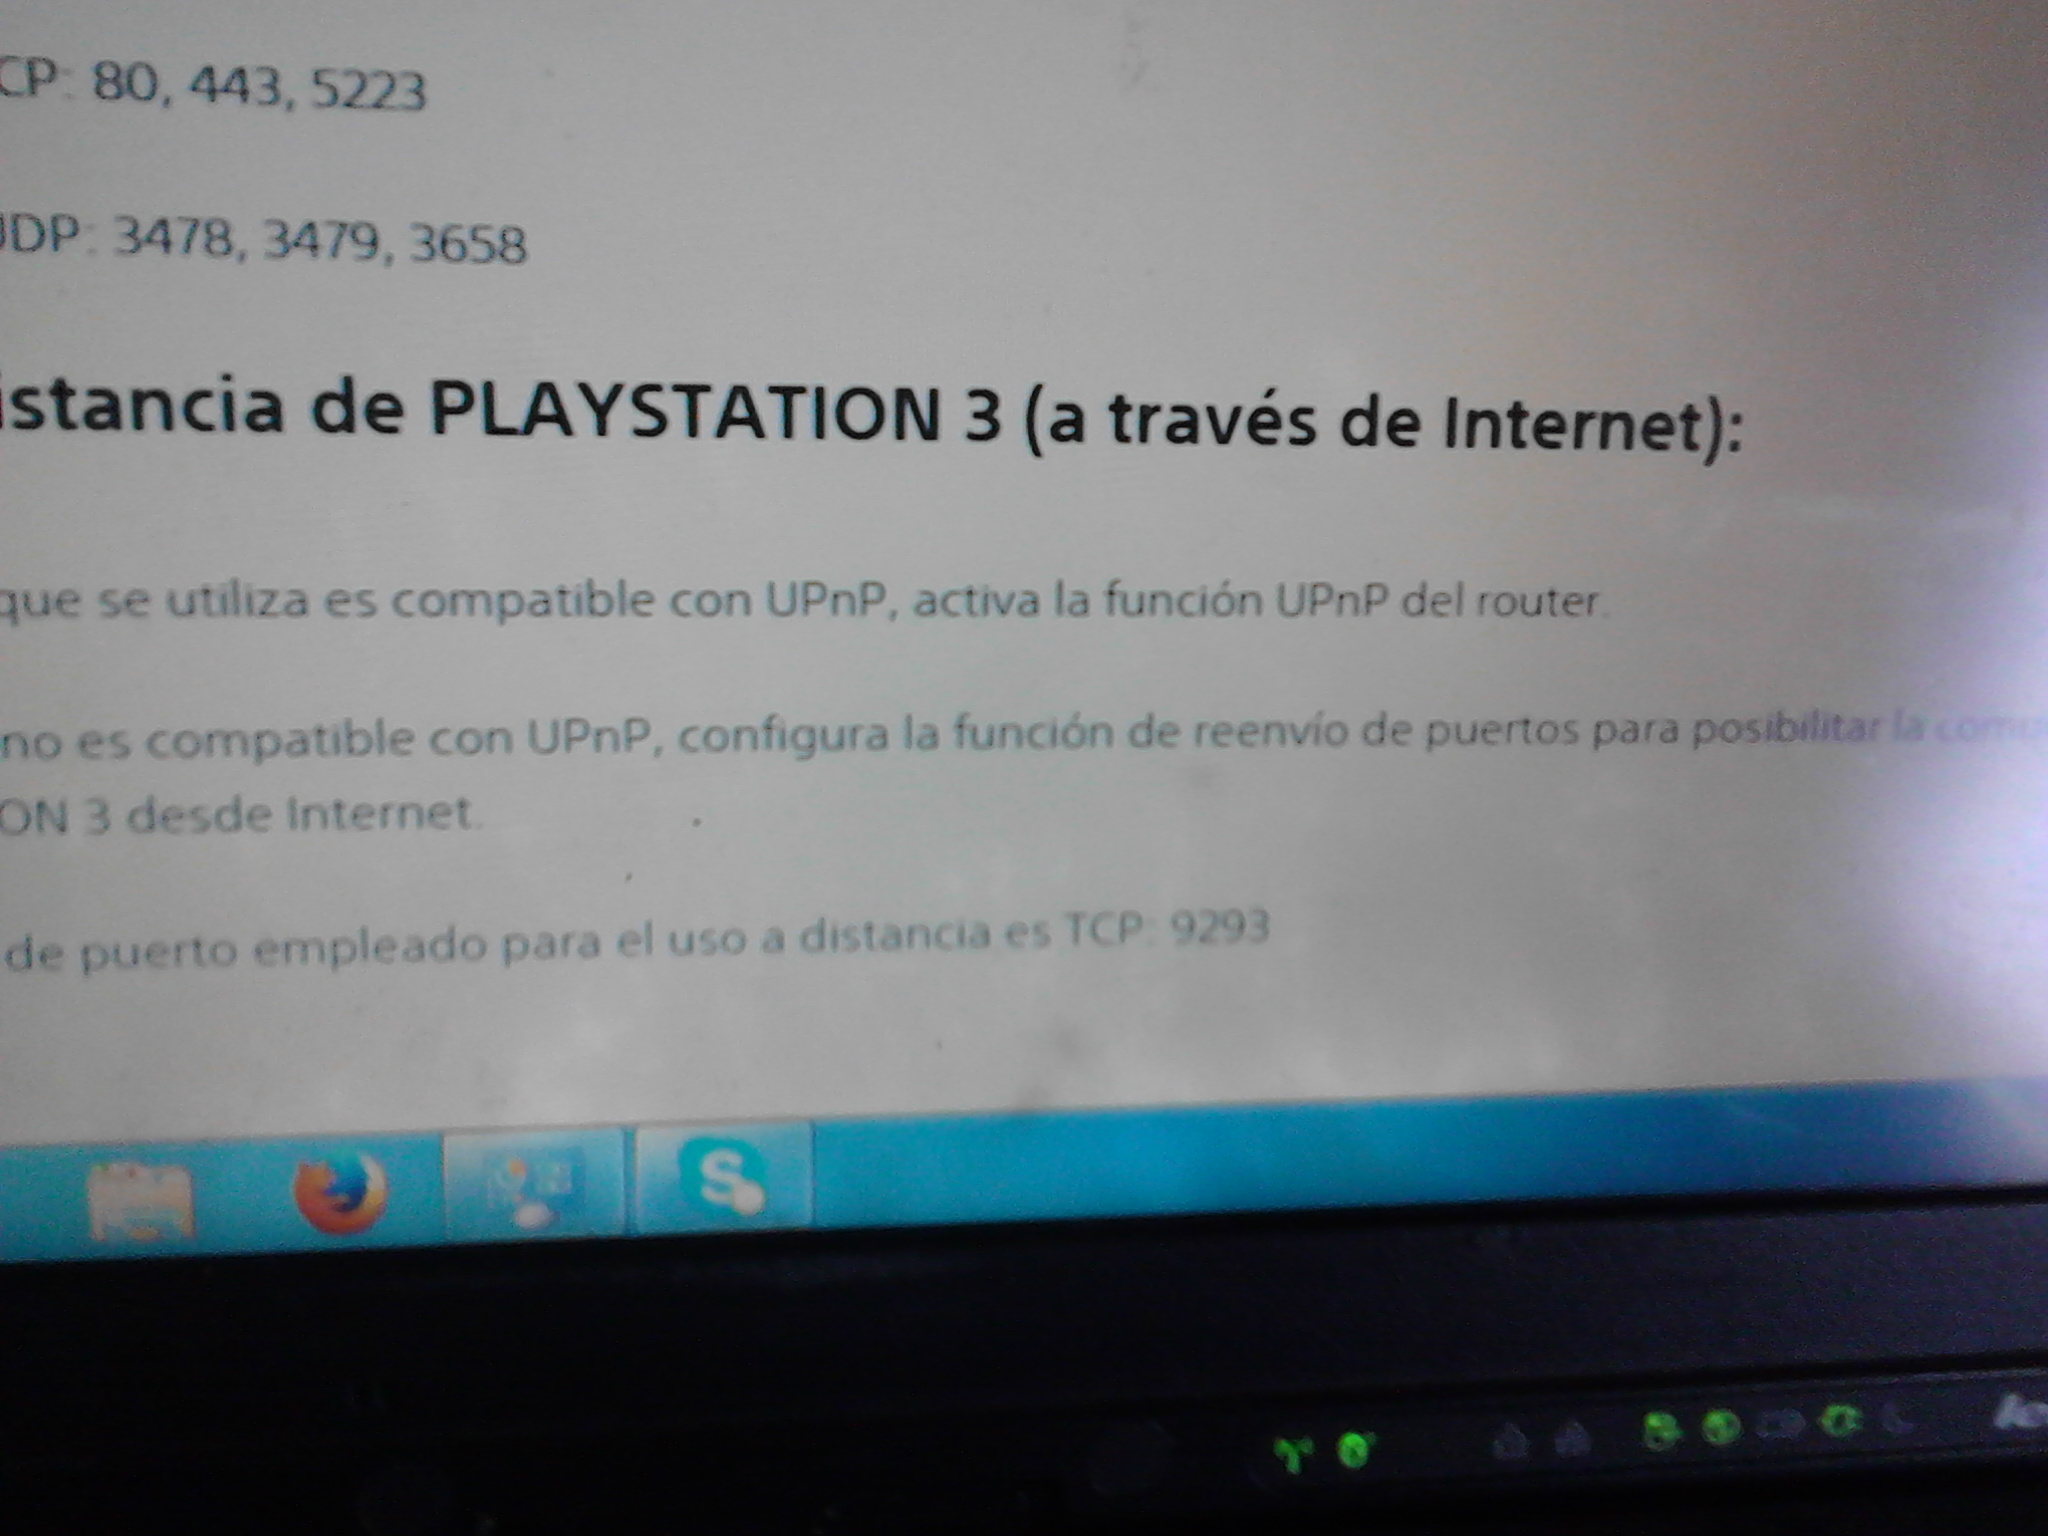 CP: 80, 443, 5223
UDP: 3478, 3479, 3658
istancia de PLAYSTATION 3 (a través de Internet):
que se utiliza es compatible con UPnP, activa la función UPnP del router.
no es compatible con UPnP, configura la función de reenvío de puertos para posibilitar la
ON 3 desde Internet.
de puerto empleado para el uso a distancia es TCP: 9293